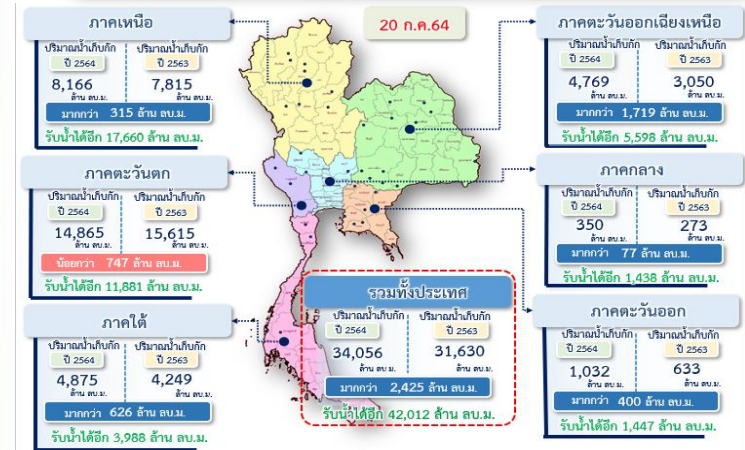 20 ก.ค.64
ภาคเหนือ
ปริมาณน้ำเก็บกัก ปริมาณน้ำเก็บกัก
ปี 2564 ปี 2563
8,166 7,815
ล้าน ลบ.ม. ล้าน ลบ.ม.
มากกว่า 315 ล้าน ลบ.ม.
รับน้ำได้อีก 17,660 ล้าน ลบ.ม.
ภาคตะวันออกเฉียงเหนือ
ปริมาณน้ำเก็บกัก ปริมาณน้ำเก็บกัก
ปี 2564 ปี 2563
4,769 3,050
ล้าน ลบ.ม. ล้าน ลบ.ม.
มากกว่า 1,719 ล้าน ลบ.ม.
รับน้ำได้อีก 5,598 ล้าน ลบ.ม.
ภาคตะวันตก
ปริมาณน้ำเก็บกัก ปริมาณน้ำเก็บกัก
ปี 2564 ปี 2563
14,865 15,615
ล้าน ลบ.ม. ล้าน ลบ.ม.
น้อยกว่า 747 ล้าน ลบ.ม.
รับน้ำได้อีก 11,881 ล้าน ลบ.ม.
ภาคกลาง
ปริมาณน้ำเก็บกัก ปริมาณน้ำเก็บกัก
ปี 2564 ปี 2563
350 273
ล้าน ลบ.ม. ล้าน ลบ.ม.
มากกว่า 77 ล้าน ลบ.ม.
รับน้ำได้อีก 1,438 ล้าน ลบ.ม.
ภาคใต้
ปริมาณน้ำเก็บกัก ปริมาณน้ำเก็บกัก
ปี 2564 ปี 2563
4,875 4,249
ล้าน ลบ.ม. ล้าน ลบ.ม.
มากกว่า 626 ล้าน ลบ.ม.
รับน้ำได้อีก 3,988 ล้าน ลบ.ม.
รวมทั้งประเทศ
ปริมาณน้ำเก็บกัก ปริมาณน้ำเก็บกัก
ปี 2564 ปี 2563
34,056 31,630
ล้าน ลบ.ม. ล้าน ลบ.ม.
มากกว่า 2,425 ล้าน ลบ.ม.
รับน้ำได้อีก 42,012 ล้าน ลบ.ม.
ภาคตะวันออก
ปริมาณน้ำเก็บกัก ปริมาณน้ำเก็บกัก
ปี 2564 ปี 2563
1,032 633
ล้าน ลบ.ม. ล้าน ลบ.ม.
มากกว่า 400 ล้าน ลบ.ม.
รับน้ำได้อีก 1,447 ล้าน ลบ.ม.